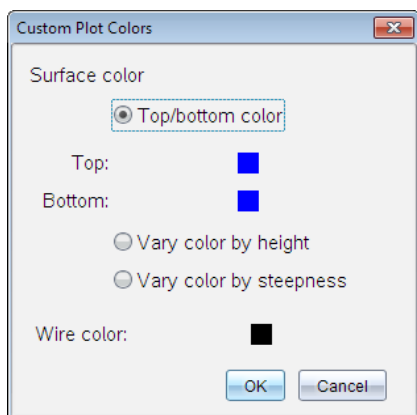 Custom Plot Colors
Surface color
Top/bottom color
Top:
Bottom:
Vary color by height
Vary color by steepness
Wire color:
OK Cancel